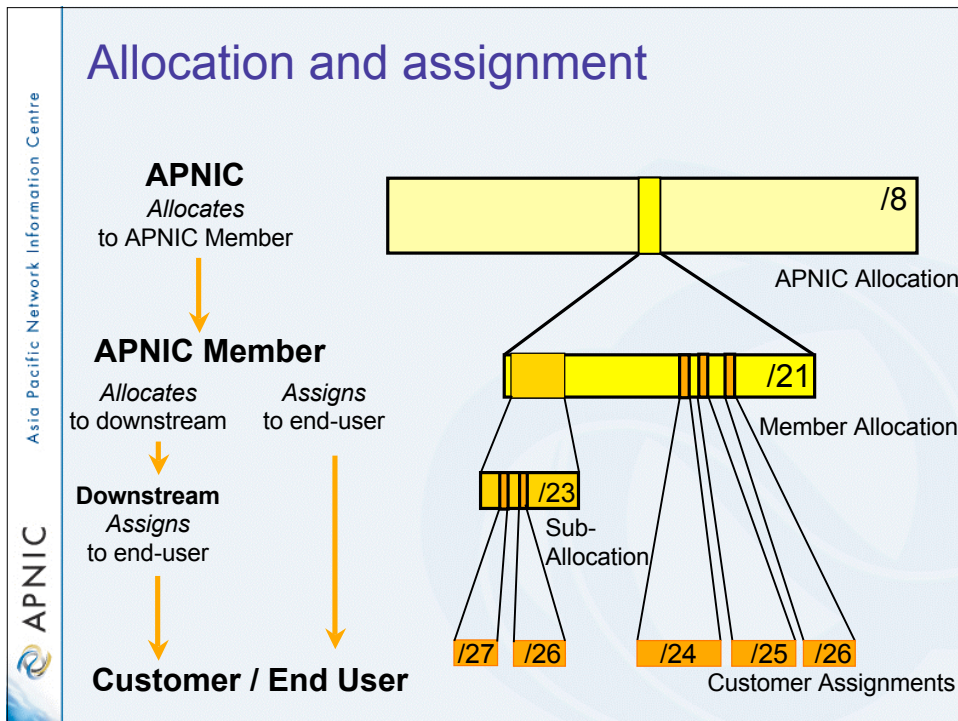 Allocation and assignment
Asia Pacific Network Information Centre
APNIC
APNIC
Allocates
to APNIC Member
APNIC Member
Allocates
to downstream
Assigns
to end-user
Downstream
Assigns
to end-user
Customer / End User
/8
APNIC Allocation
/21
Member Allocation
/23
Sub-
Allocation
/27
/26
/24
/25
/26
Customer Assignments